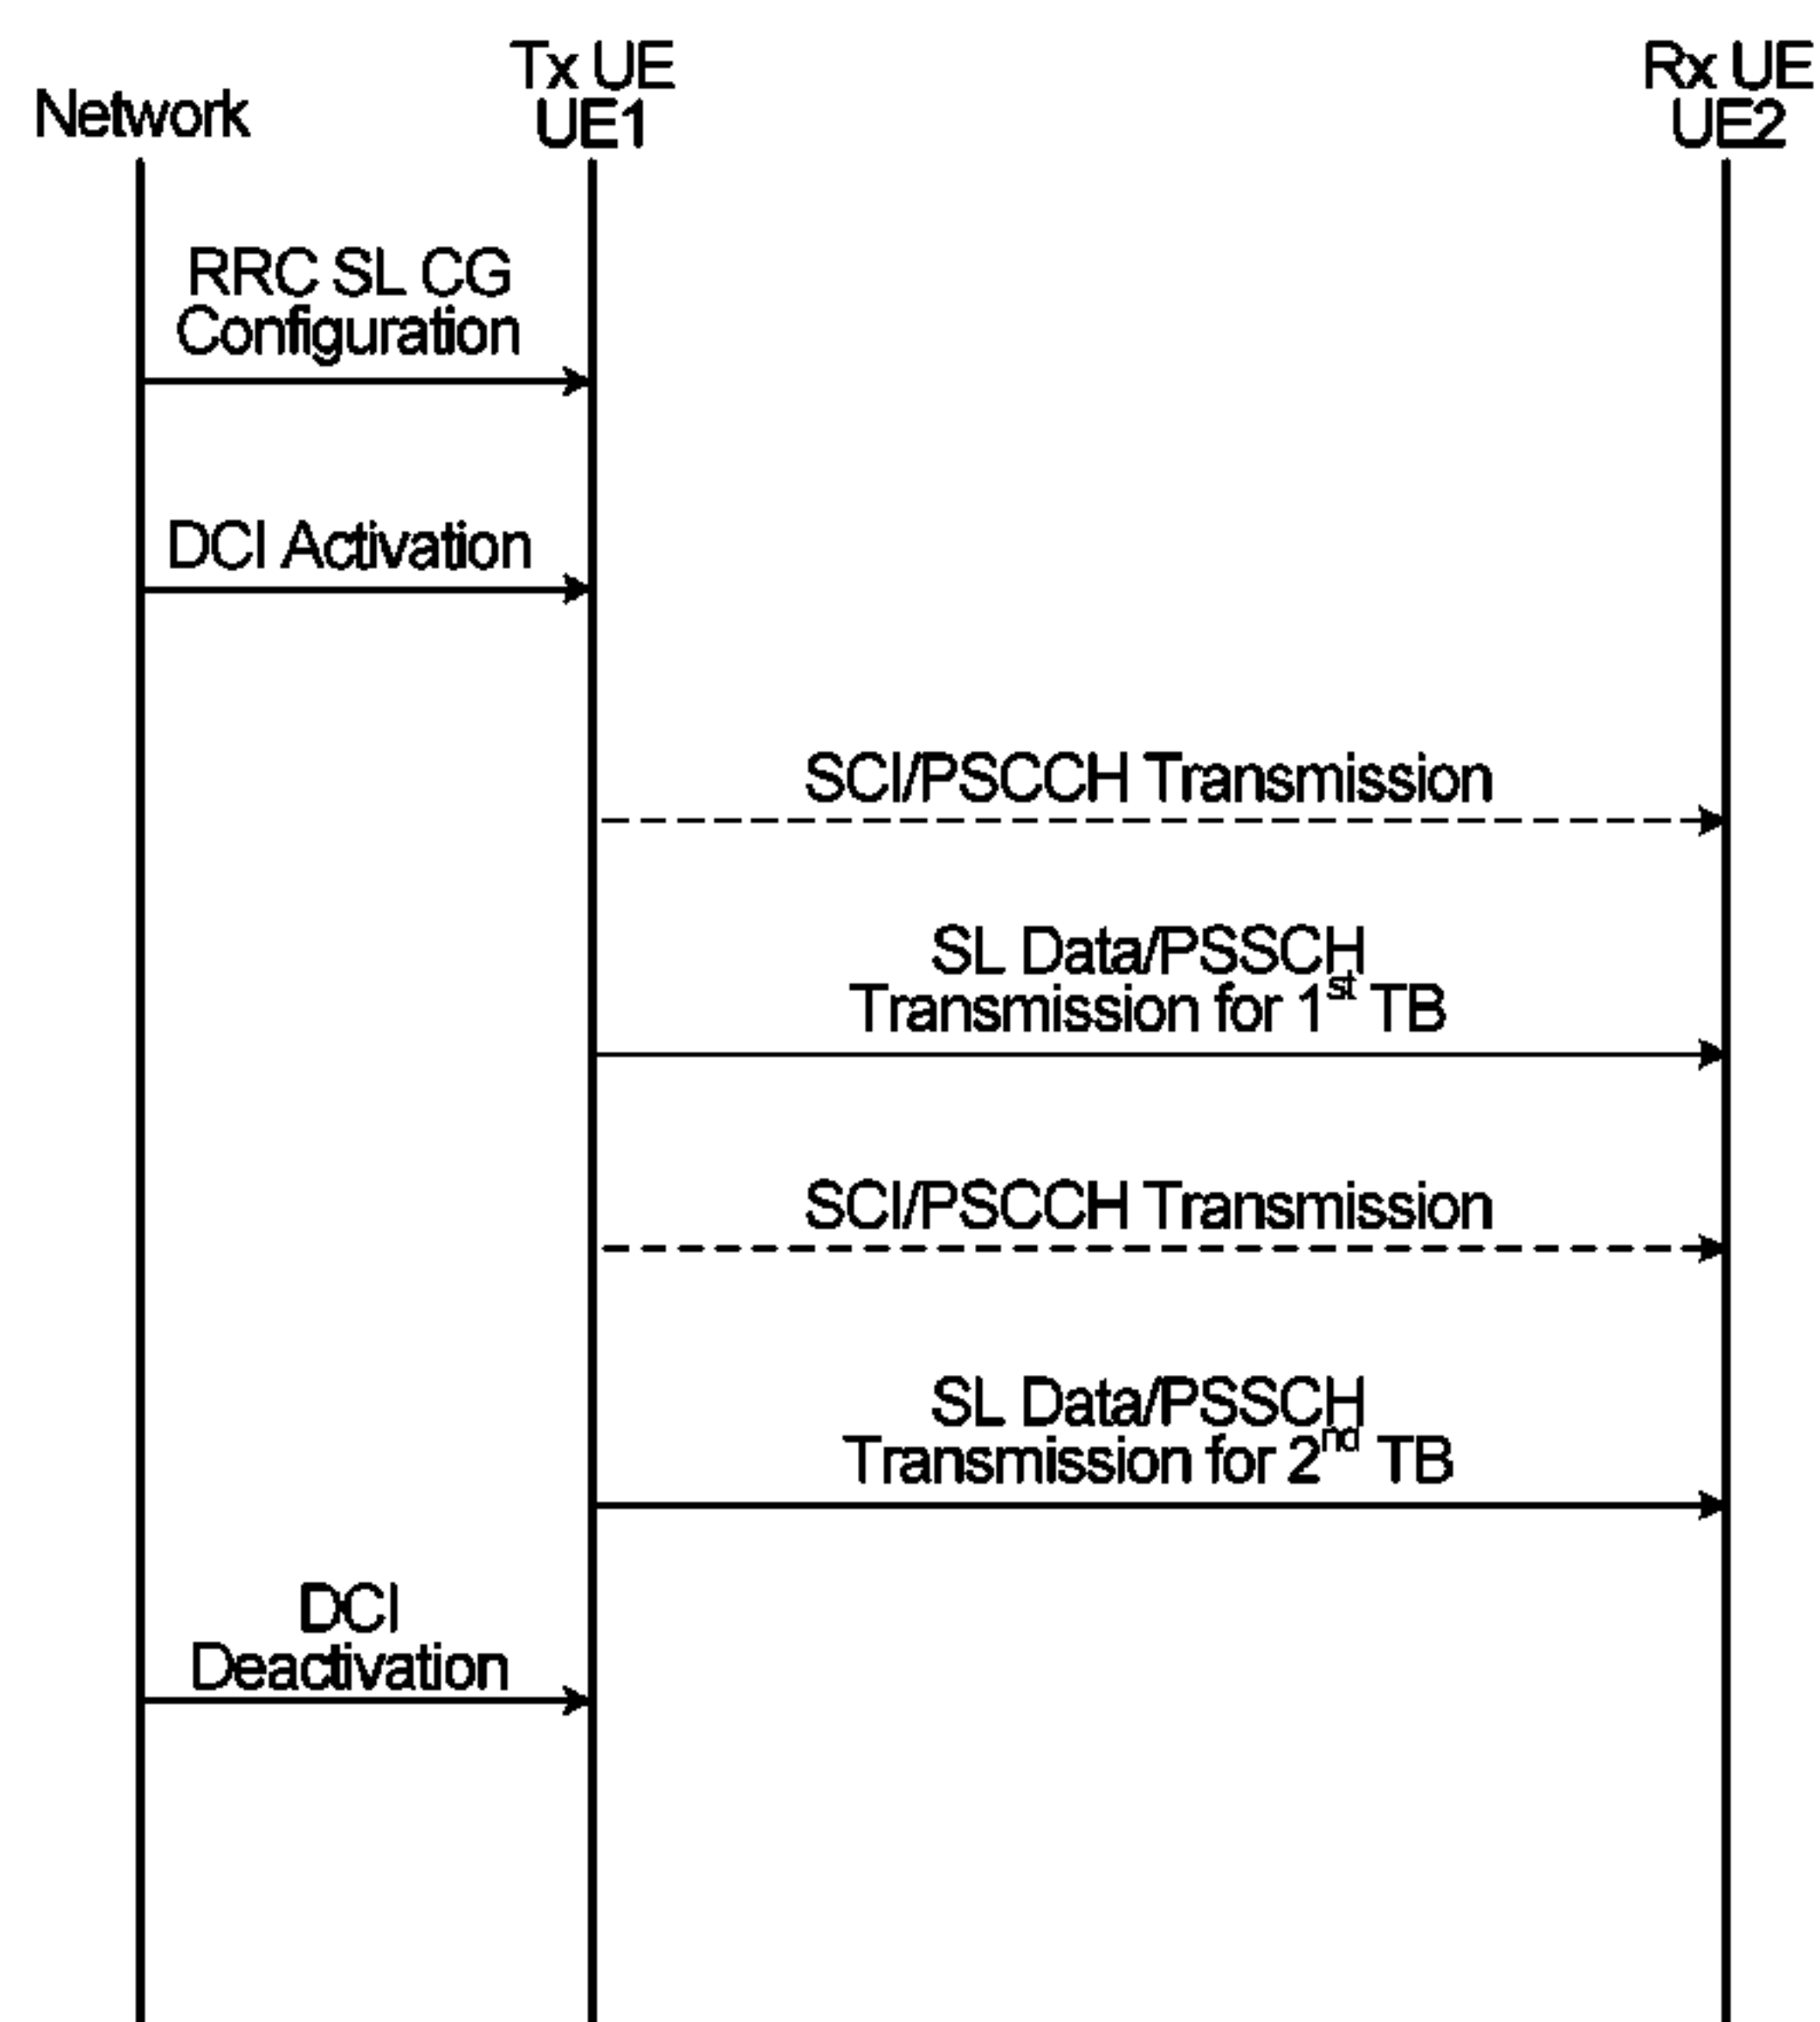 Network
Tx UE
UE1
Rx UE
UE2
RRC SL CG
Configuration
DCI Activation
SCI/PSCCH Transmission
SL Data/PSSCH
Transmission for 1st TB
SCI/PSCCH Transmission
SL Data/PSSCH
Transmission for 2nd TB
DCI
Deactivation